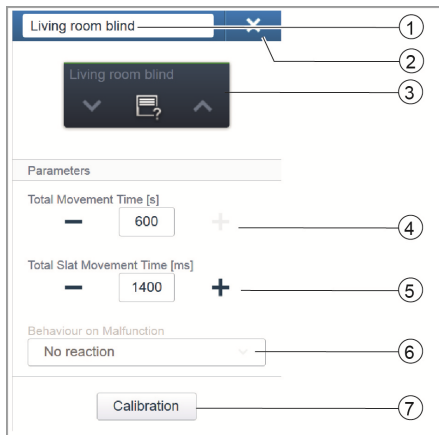 Living room blind
1
2
Living room blind
?
3
Parameters
Total Movement Time [s]
600
4
Total Slat Movement Time [ms]
1400
5
Behaviour on Malfunction
No reaction
6
Calibration
7